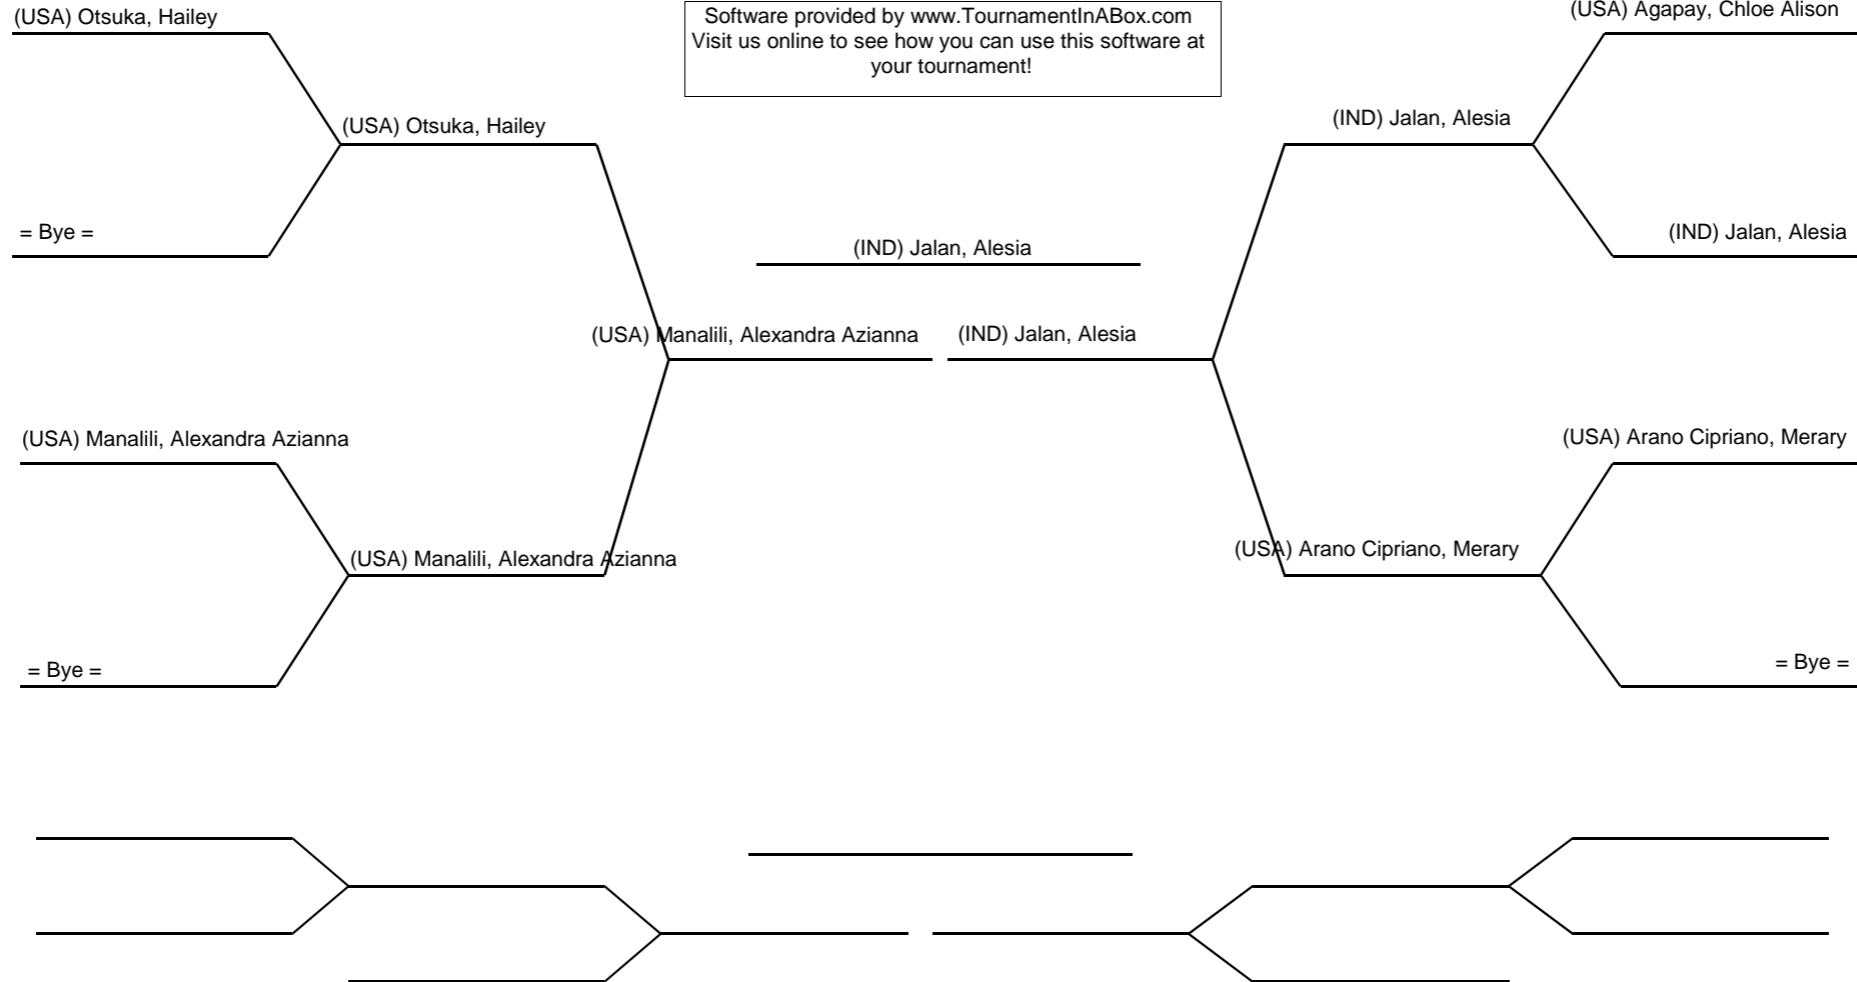 (USA) Otsuka, Hailey
Software provided by www.TournamentInABox.com
Visit us online to see how you can use this software at
your tournament!
(USA) Agapay, Chloe Alison
(USA) Otsuka, Hailey
(IND) Jalan, Alesia
= Bye =
(IND) Jalan, Alesia
(IND) Jalan, Alesia
(USA) Manalili, Alexandra Azianna
(IND) Jalan, Alesia
(USA) Manalili, Alexandra Azianna
(USA) Arano Cipriano, Merary
(USA) Manalili, Alexandra Azianna
(USA) Arano Cipriano, Merary
= Bye =
= Bye =